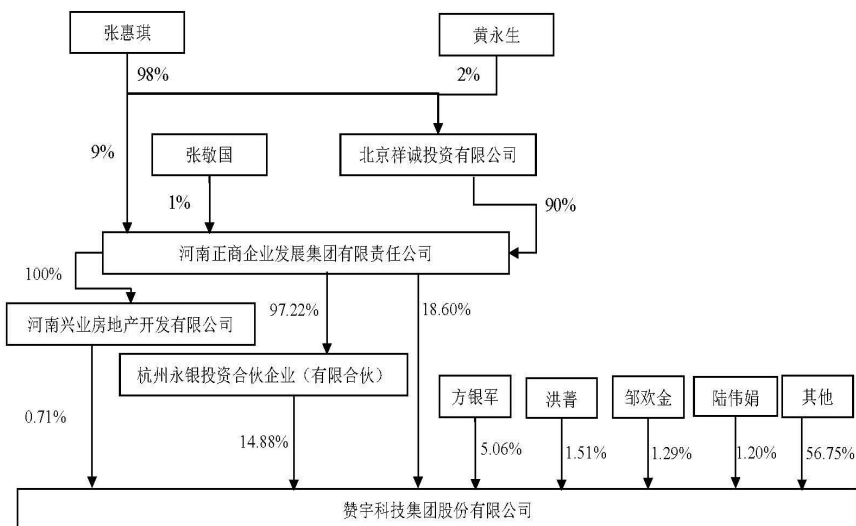 张惠琪
黄永生
98%
2%
9%
张敬国
北京祥诚投资有限公司
1%
90%
河南正商企业发展集团有限责任公司
100%
97.22%
18.60%
河南兴业房地产开发有限公司
杭州永银投资合伙企业（有限合伙）
方银军
洪菁
邹欢金
陆伟娟
其他
0.71%
14.88%
5.06%
1.51%
1.29%
1.20%
56.75%
赞宇科技集团股份有限公司